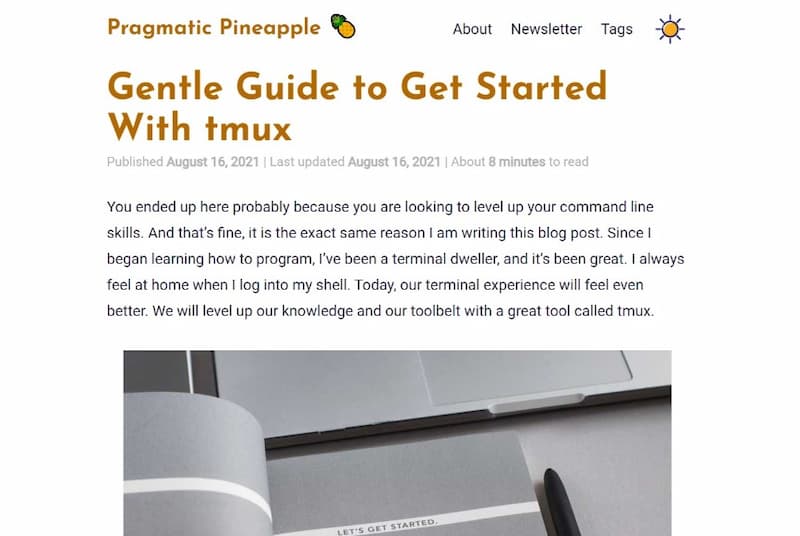 Pragmatic Pineapple
About Newsletter Tags
Gentle Guide to Get Started
With tmux
Published August 16, 2021 | Last updated August 16, 2021 | About 8 minutes to read
You ended up here probably because you are looking to level up your command line
skills. And that's fine, it is the exact same reason I am writing this blog post. Since I
began learning how to program, I've been a terminal dweller, and it's been great. I always
feel at home when I log into my shell. Today, our terminal experience will feel even
better. We will level up our knowledge and our toolbelt with a great tool called tmux.
LET'S GET STARTED.